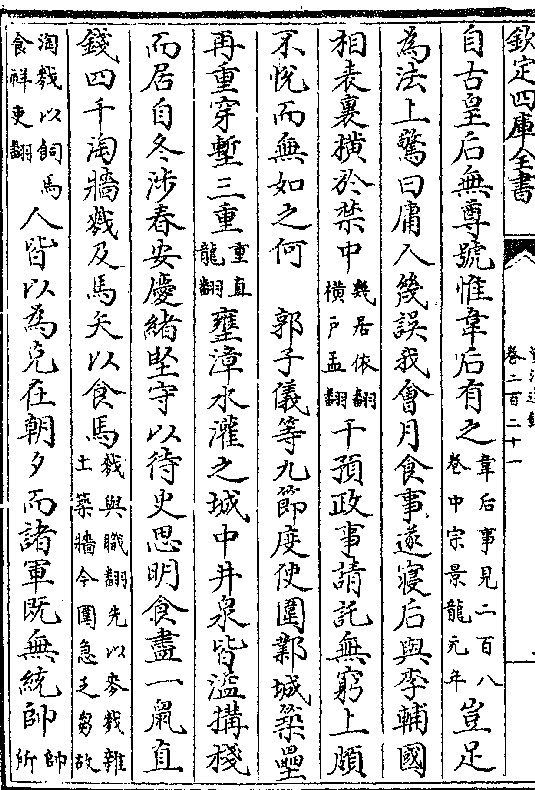 欽定四庫全書
卷二百二十一
自古皇后無尊號惟韋后有之韋后事見二百八卷中宗景龍元年豈足
為法上驚曰庸人幾誤我會月食事遂寢后與李輔國
相表裏橫於禁中幾居依翻橫户孟翻干預政事請託無窮上頗
不恱而無如之何　郭子儀等九節度使圍鄴城築壘
再重穿塹三重重直龍翻壅漳水灌之城中井泉皆溢搆棧
而居自冬涉春安慶緒堅守以待史思明食盡一鼠直
錢四千淘牆䴬及馬矢以食馬䴬與職翻先以麥䴬雜土築牆今圍急乏芻故
淘䴬以飼馬食祥吏翻人皆以為克在朝夕而諸軍既無統帥帥所